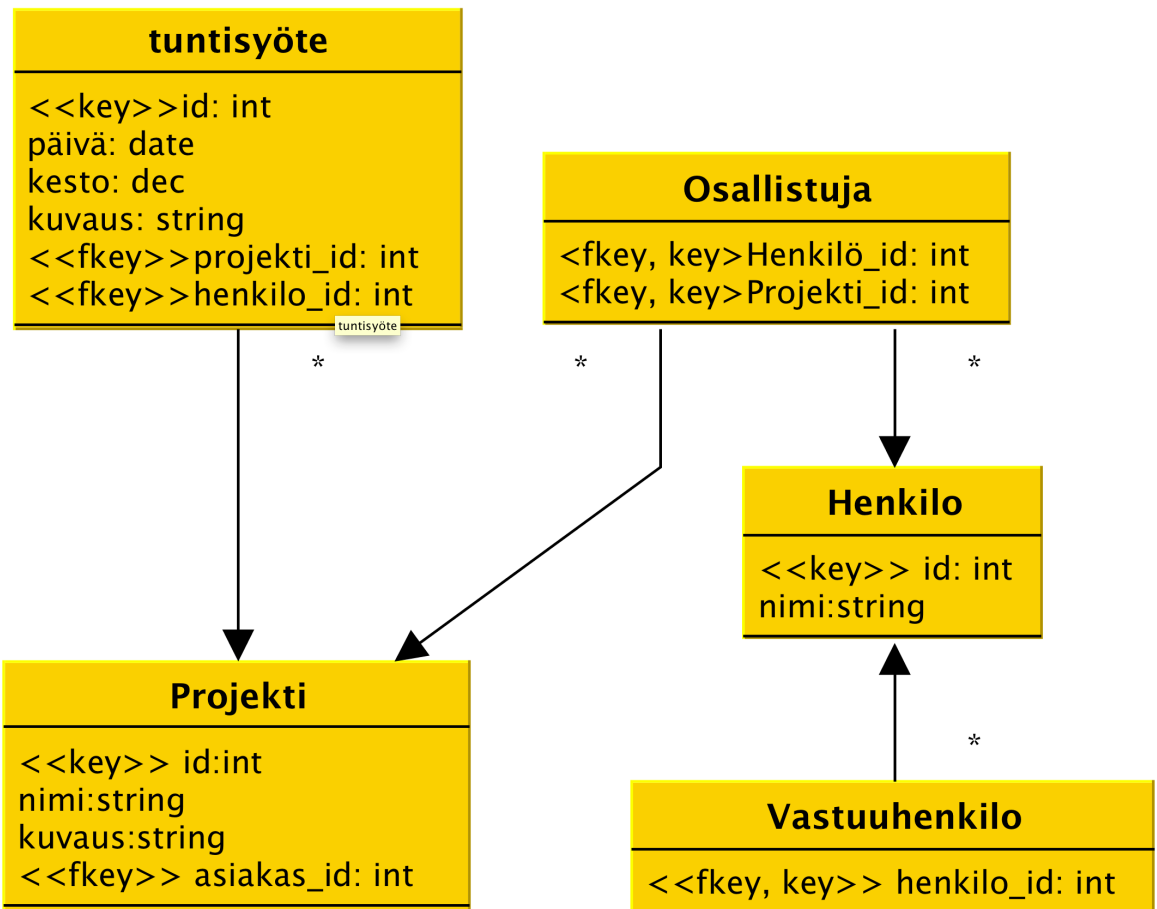 tuntisyöte
<<key>>id: int
päivä: date
kesto: dec
kuvaus: string
<<fkey>>projekti_id: int
<<fkey>>henkilo_id: int
tuntisyöte
*
Osallistuja
<fkey, key>Henkilö_id: int
<fkey, key>Projekti_id: int
*
*
Henkilo
<<key>> id: int
nimi:string
Projekti
<<key>> id:int
nimi:string
kuvaus:string
<<fkey>> asiakas_id: int
*
Vastuuhenkilo
<<fkey, key>> henkilo_id: int